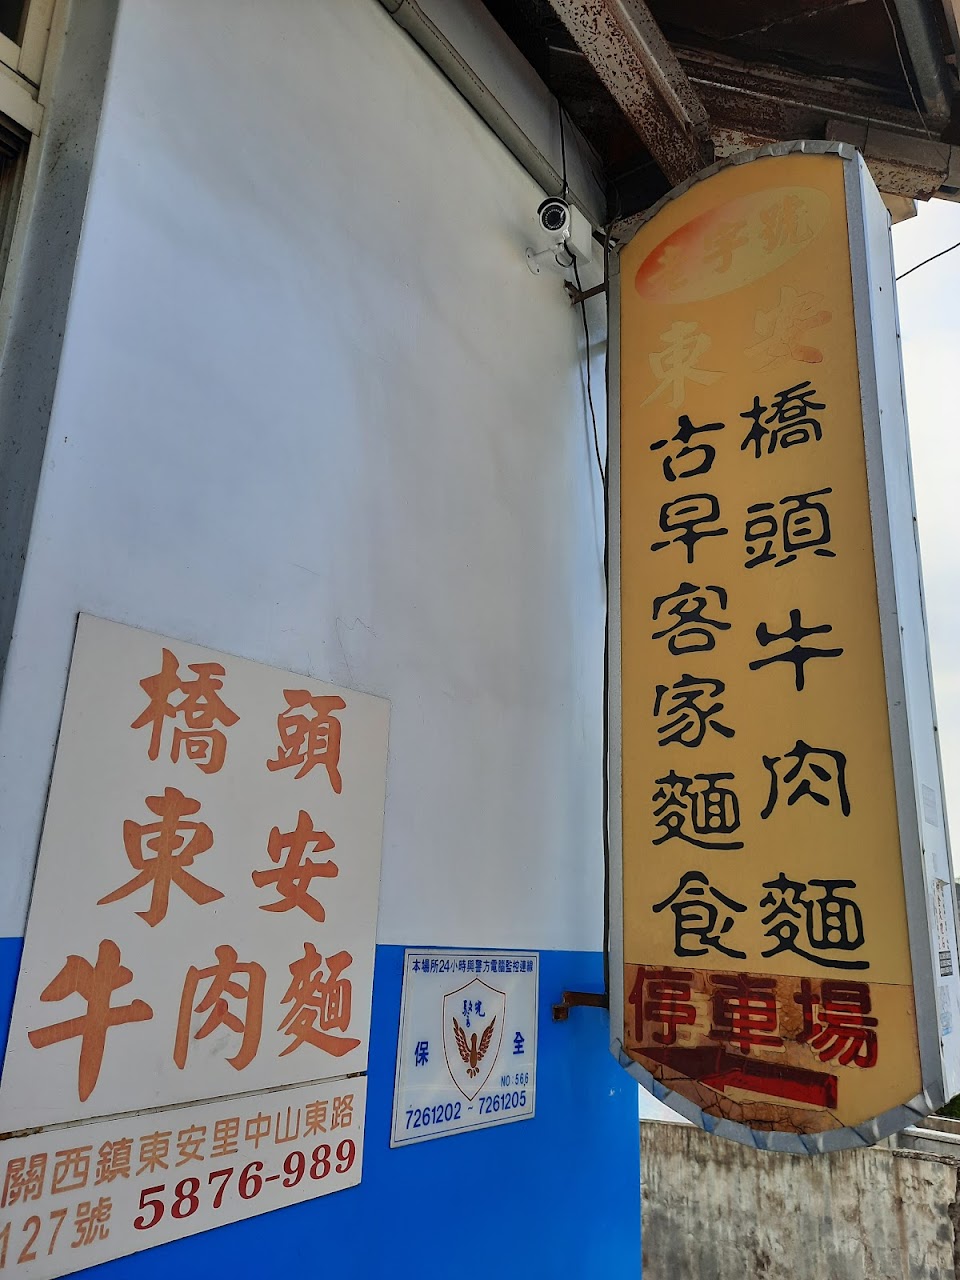 老字號
東安
橋頭牛肉麵
古早客家麵食
停車場
橋頭
東安
牛肉麵
關西鎮東安里中山東路
127號 5876-989
本場所24小時與警方電腦監控連線
保全
NO:566
7261202 ~ 7261205